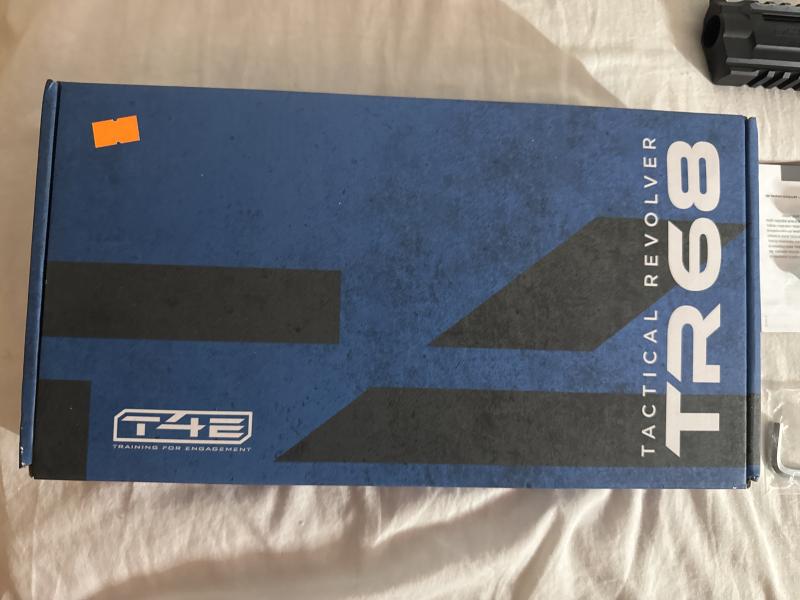 TACTICAL REVOLVER
TR68
T4E
TRAINING FOR ENGAGEMENT